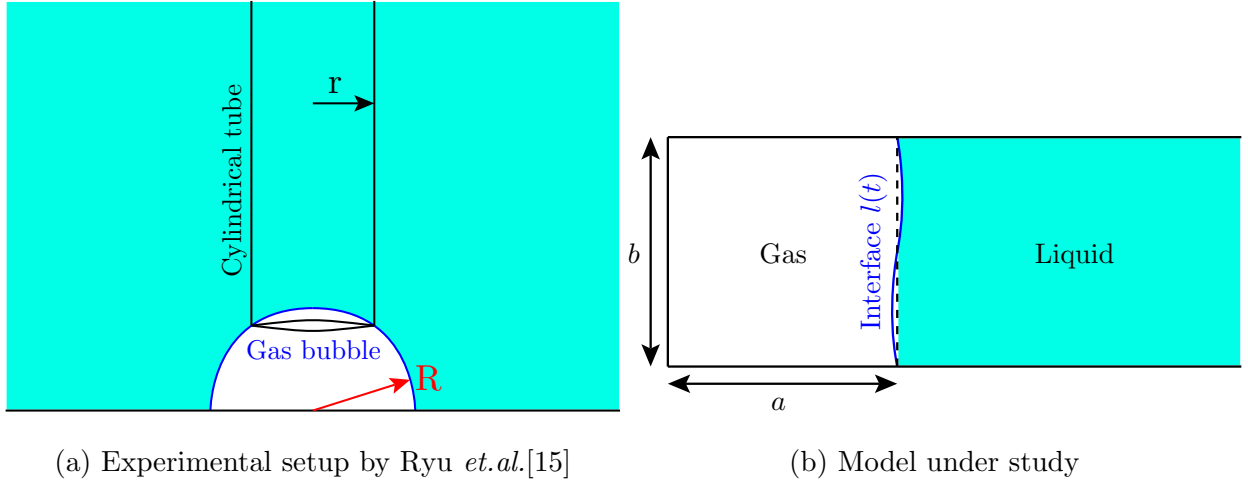 r
Cylindrical tube
Gas bubble
R
(a) Experimental setup by Ryu et.al.[15]
b
Gas
Interface l(t)
Liquid
a
(b) Model under study